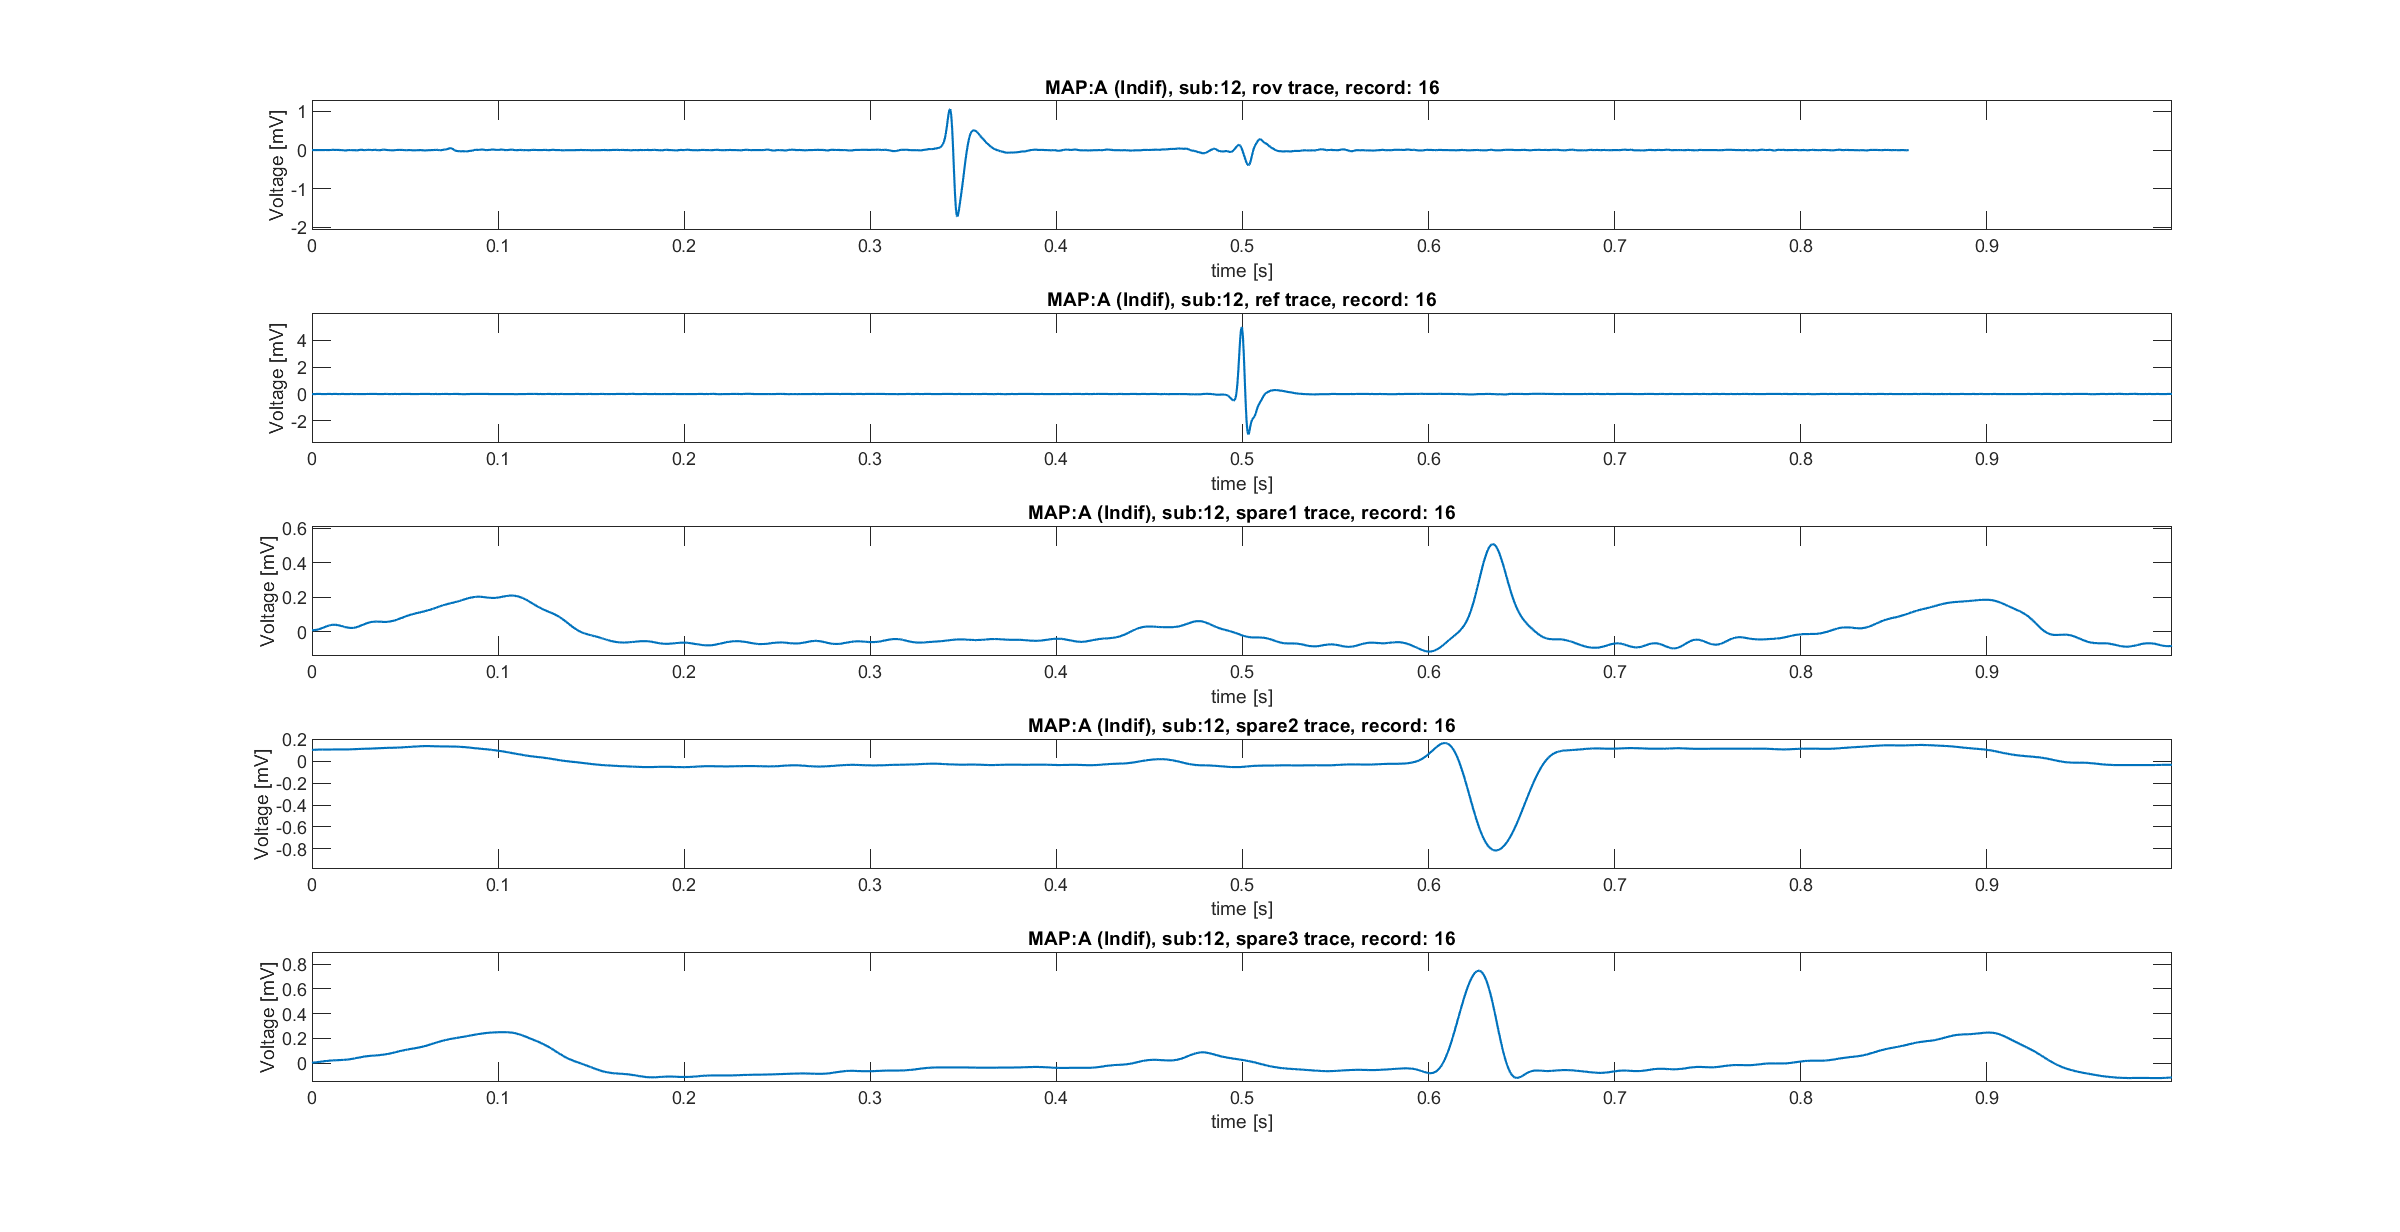 MAP:A (Indif), sub:12, rov trace, record: 16
Voltage [mV]
1
0
-1
-2
0 0.1 0.2 0.3 0.4 0.5 0.6 0.7 0.8 0.9
time [s]
MAP:A (Indif), sub:12, ref trace, record: 16
Voltage [mV]
4
2
0
-2
0 0.1 0.2 0.3 0.4 0.5 0.6 0.7 0.8 0.9
time [s]
MAP:A (Indif), sub:12, spare1 trace, record: 16
Voltage [mV]
0.6
0.4
0.2
0
0 0.1 0.2 0.3 0.4 0.5 0.6 0.7 0.8 0.9
time [s]
MAP:A (Indif), sub:12, spare2 trace, record: 16
Voltage [mV]
0.2
0
-0.2
-0.4
-0.6
-0.8
0 0.1 0.2 0.3 0.4 0.5 0.6 0.7 0.8 0.9
time [s]
MAP:A (Indif), sub:12, spare3 trace, record: 16
Voltage [mV]
0.8
0.6
0.4
0.2
0
0 0.1 0.2 0.3 0.4 0.5 0.6 0.7 0.8 0.9
time [s]